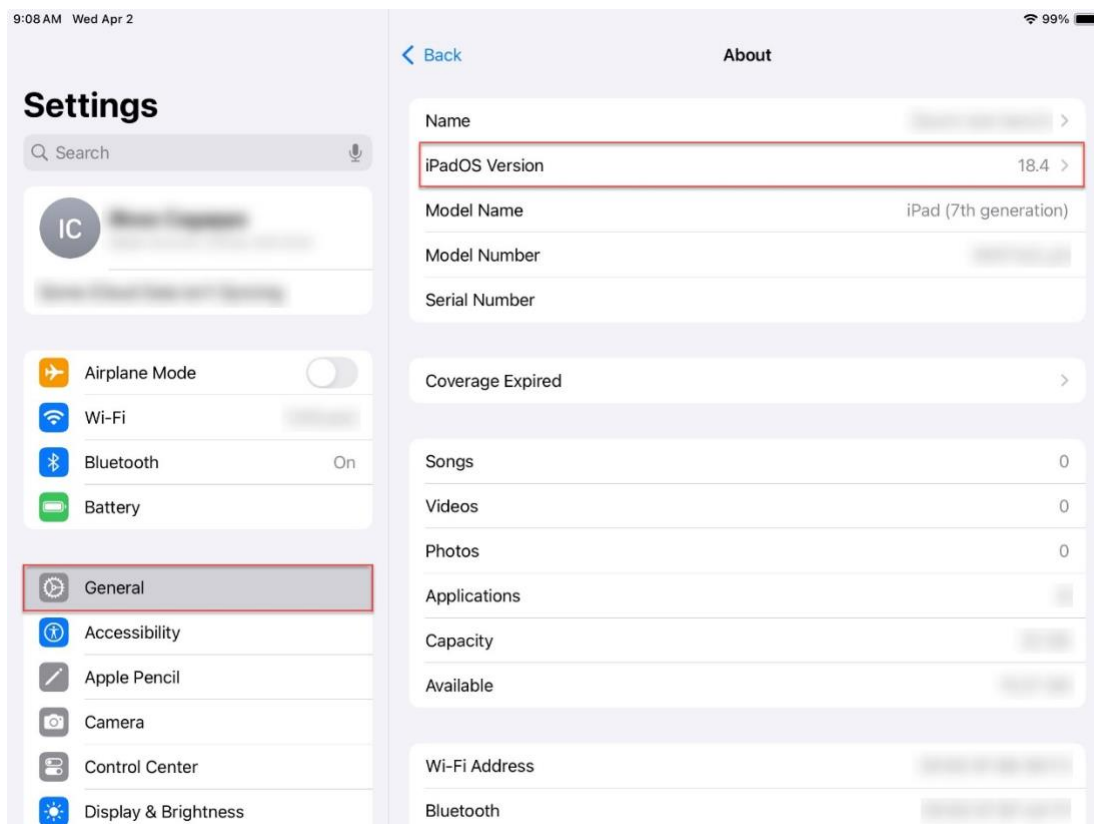 9:08 AM Wed Apr 2
99%
Settings
Search
IC
Airplane Mode
Wi-Fi
Bluetooth On
Battery
General
Accessibility
Apple Pencil
Camera
Control Center
Display & Brightness
Back
About
Name
iPadOS Version 18.4
Model Name iPad (7th generation)
Model Number
Serial Number
Coverage Expired
Songs 0
Videos 0
Photos 0
Applications
Capacity
Available
Wi-Fi Address
Bluetooth